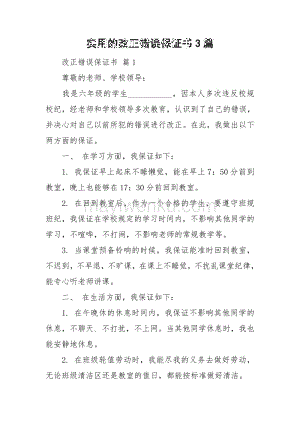 实用的改正错误保证书3篇
改正错误保证书 篇1
尊敬的老师、学校领导:
我是六年级的学生________,因本人多次违反校规校
纪,经老师和学校领导多次教育,认识到了自己的错误,
并决心对自己以前所犯的错误进行改正。在此,我做出以下
两方面的保证。
一、 在学习方面,我保证如下:
1. 我保证早上起床不睡懒觉,能在早上 7:50 分前到
教室,晚上也能够在 17:30 分前回到教室。
2. 在回到教室后,作为一个合格的学生,要遵守班规
班纪,我保证在学校规定的学习时间内,不影响其他同学的
学习,不喧哗,不打闹,不影响老师的常规教学等。
3. 当课堂预备铃响的时候,我保证能准时回到教室,
不迟到,不早退,不旷课,在课上不睡觉。不扰乱课堂纪律,
能专心听老师讲课。
二、 在生活方面,我保证如下:
1. 在午晚休的休息时间内,我保证不影响其他同学的
休息,不聊天、不打扰,不上网。当其他同学休息时,我也
能安静地休息。
2. 在班级轮值劳动时,我能尽我的义务去做好劳动,
无论班级清洁区还是教室的值日,都能按标准做好清洁。